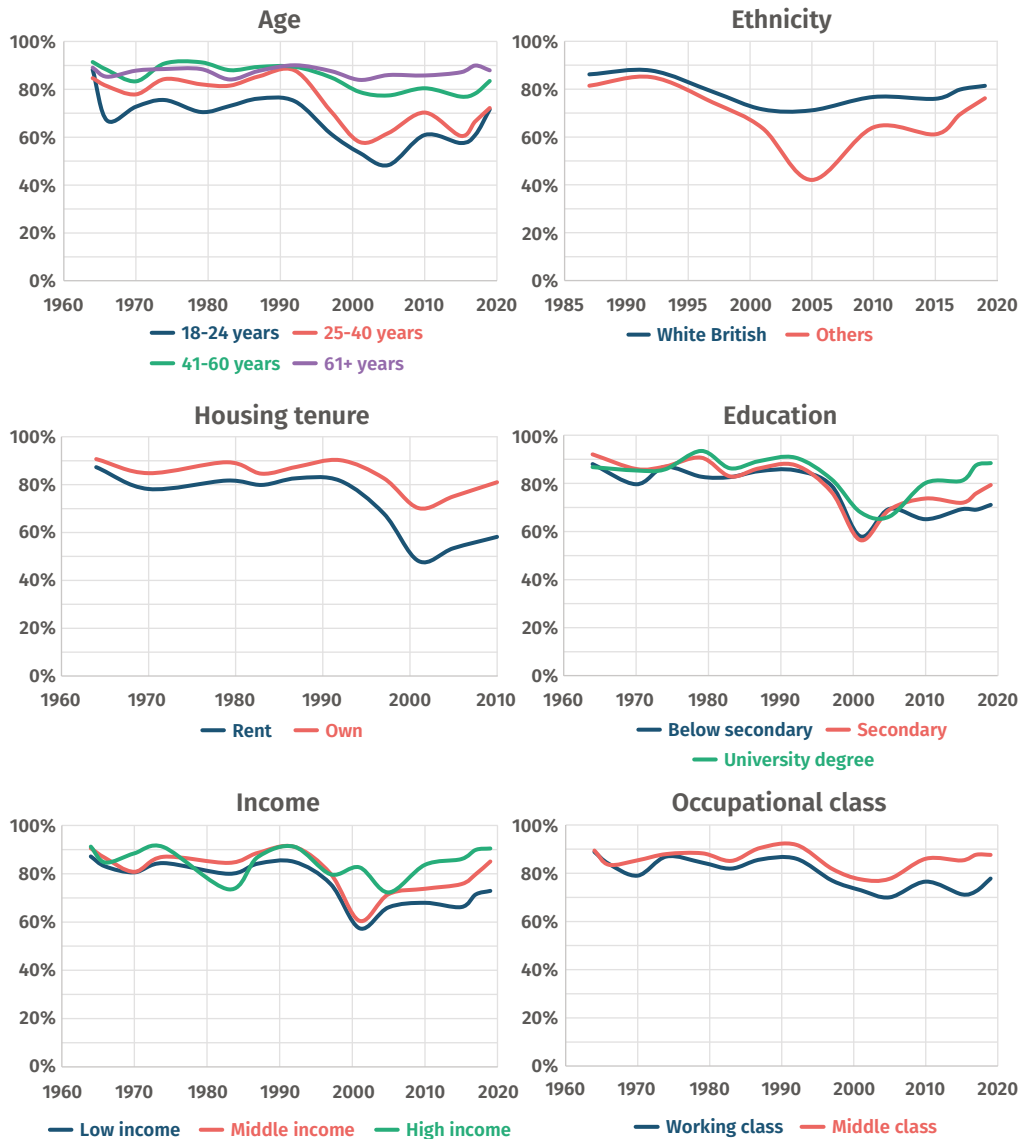 Age
100%
80%
60%
40%
20%
0%
1960 1970 1980 1990 2000 2010 2020
18-24 years 25-40 years
41-60 years 61+ years
Ethnicity
100%
80%
60%
40%
20%
0%
1985 1990 1995 2000 2005 2010 2015 2020
White British Others
Housing tenure
100%
80%
60%
40%
20%
0%
1960 1970 1980 1990 2000 2010
Rent Own
Education
100%
80%
60%
40%
20%
0%
1960 1970 1980 1990 2000 2010 2020
Below secondary Secondary
University degree
Income
100%
80%
60%
40%
20%
0%
1960 1970 1980 1990 2000 2010 2020
Low income Middle income High income
Occupational class
100%
80%
60%
40%
20%
0%
1960 1970 1980 1990 2000 2010 2020
Working class Middle class